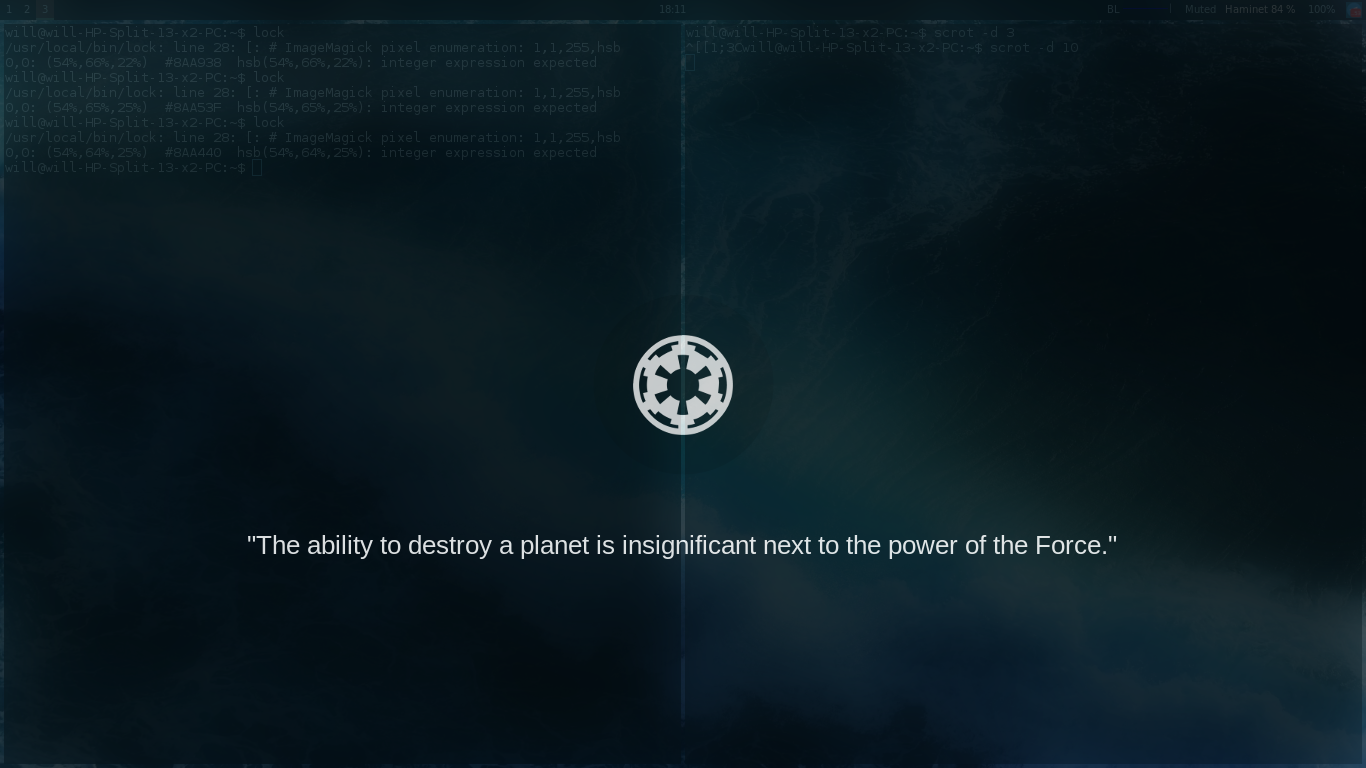 1 2 3
18:11
BL
Muted Haminet 84 % 100%
will@will-HP-Split-13-x2-PC:~$ lock
/usr/local/bin/lock: line 28: [: # ImageMagick pixel enumeration: 1,1,255,hsb
0,0: (54%,66%,22%)  #8AA938  hsb(54%,66%,22%): integer expression expected
will@will-HP-Split-13-x2-PC:~$ lock
/usr/local/bin/lock: line 28: [: # ImageMagick pixel enumeration: 1,1,255,hsb
0,0: (54%,65%,25%)  #8AA53F  hsb(54%,65%,25%): integer expression expected
will@will-HP-Split-13-x2-PC:~$ lock
/usr/local/bin/lock: line 28: [: # ImageMagick pixel enumeration: 1,1,255,hsb
0,0: (54%,64%,25%)  #8AA440  hsb(54%,64%,25%): integer expression expected
will@will-HP-Split-13-x2-PC:~$
will@will-HP-Split-13-x2-PC:~$ scrot -d 3
^[[1;3Cwill@will-HP-Split-13-x2-PC:~$ scrot -d 10
"The ability to destroy a planet is insignificant next to the power of the Force."